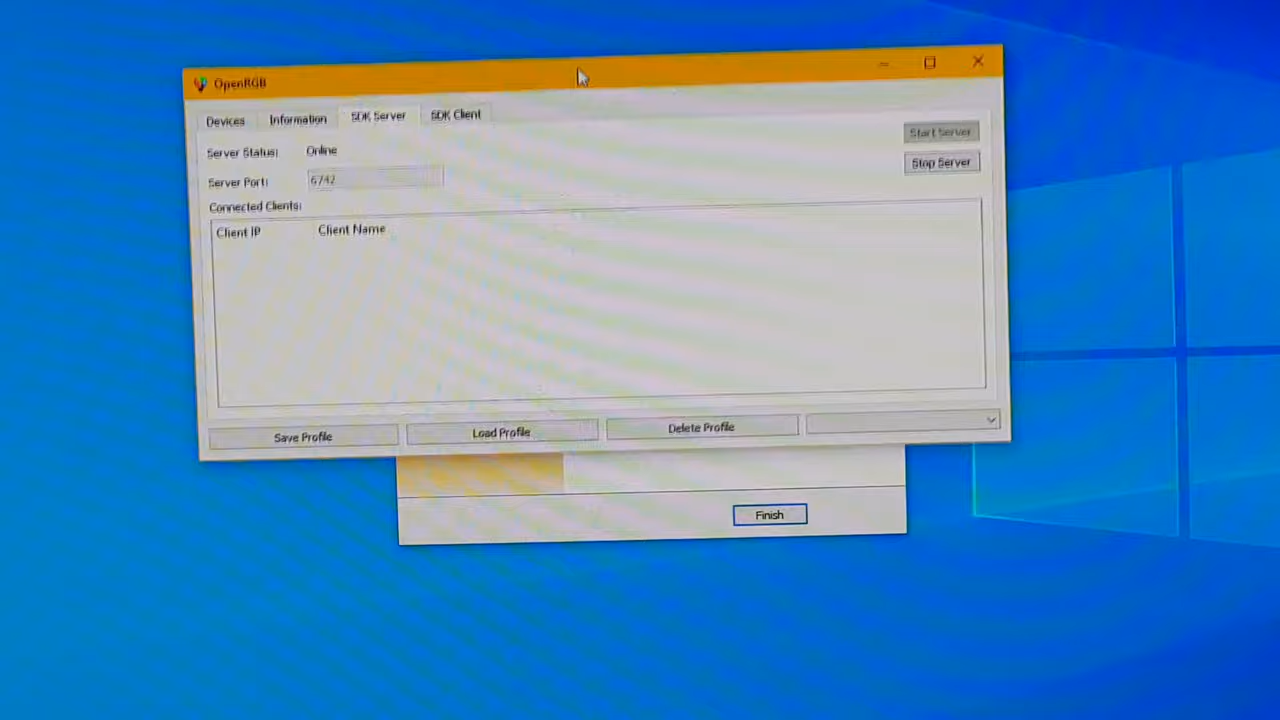 OpenRGB
Devices Information SDK Server SDK Client
Server Status: Online
Start Server
Server Port: 6742
Stop Server
Connected Clients:
Client IP Client Name
Save Profile Load Profile Delete Profile
Finish